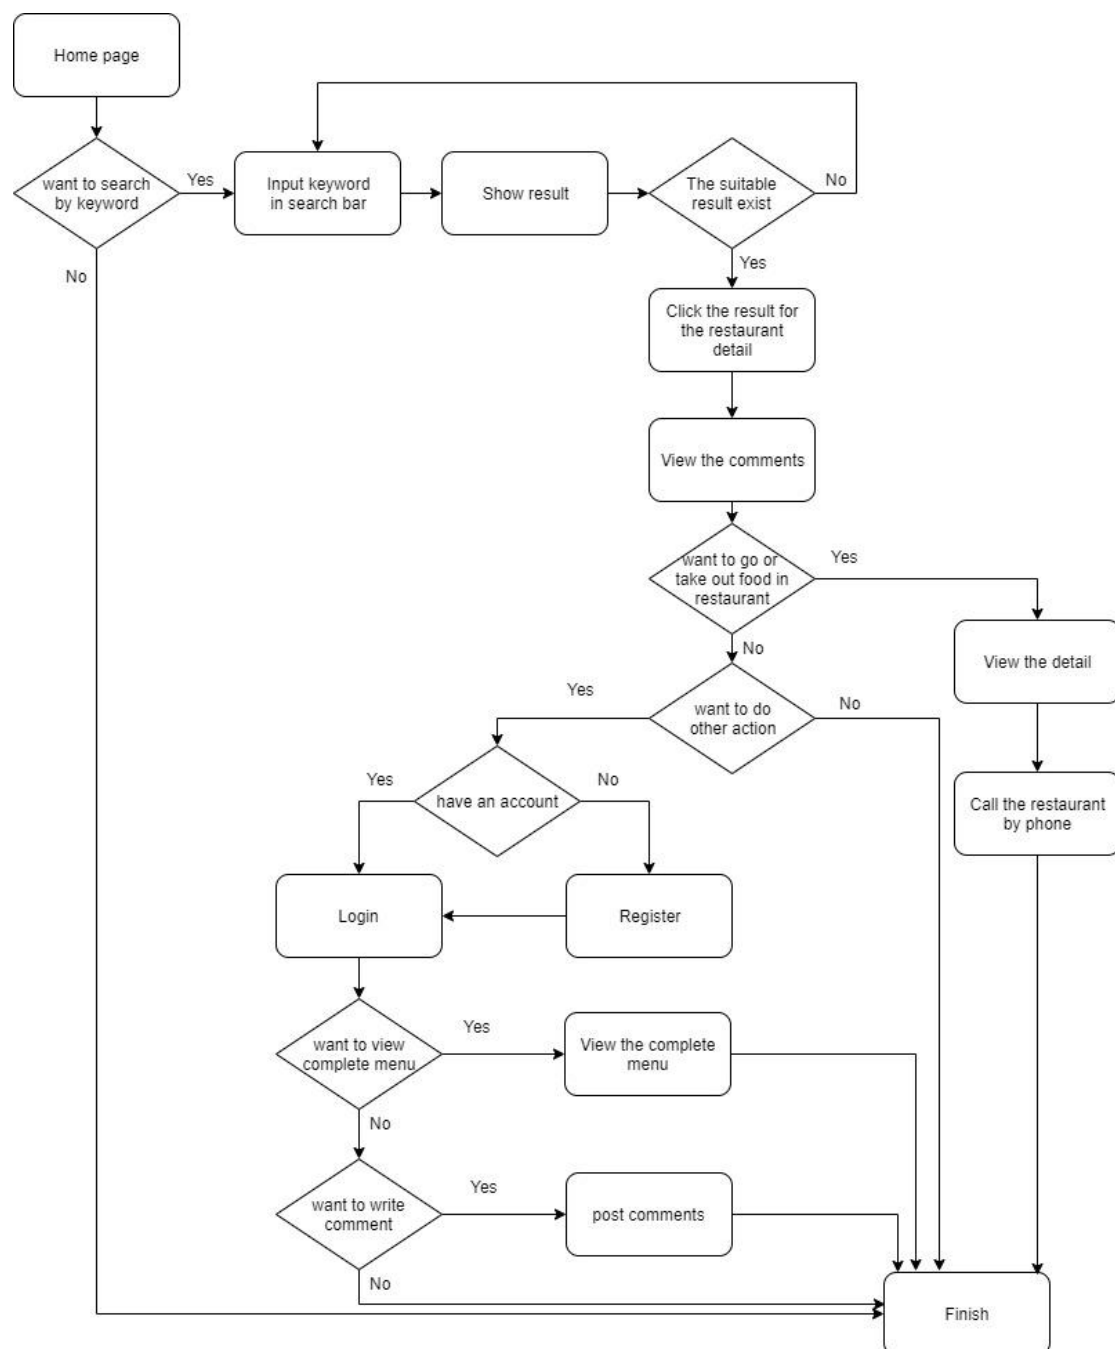 Home page
want to search
by keyword
Yes
Input keyword
in search bar
Show result
The suitable
result exist
No
No
Yes
Click the result for
the restaurant
detail
View the comments
want to go or
take out food in
restaurant
Yes
No
View the detail
Yes
want to do
other action
No
Yes
have an account
No
Call the restaurant
by phone
Login
Register
want to view
complete menu
Yes
View the complete
menu
No
want to write
comment
Yes
post comments
No
Finish